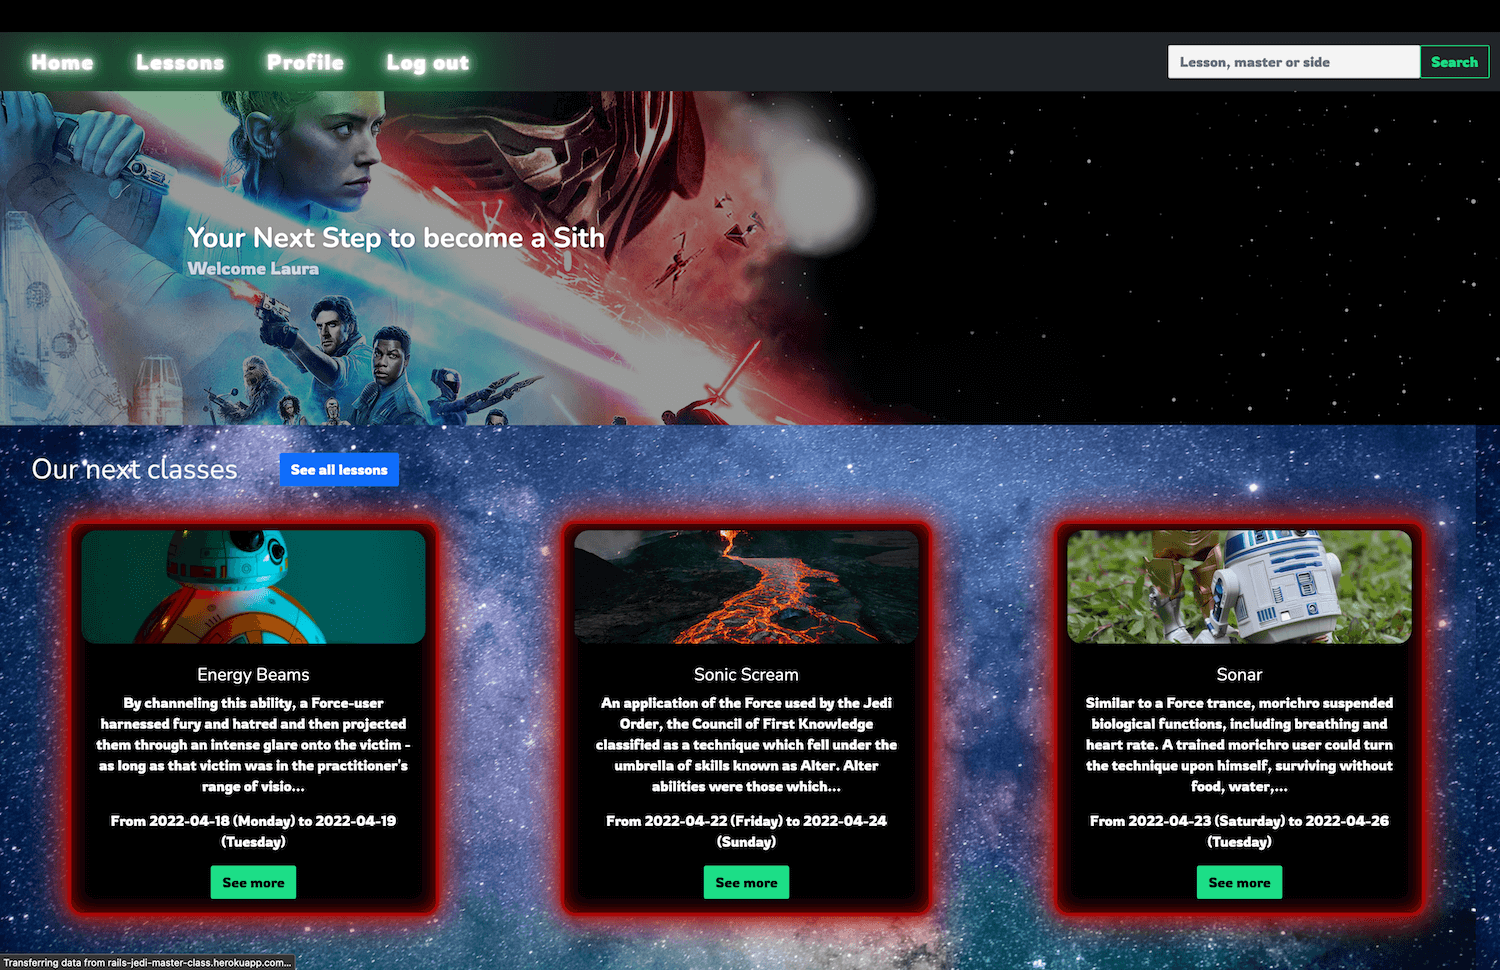 Home Lessons Profile Log out
Lesson, master or side Search
Your Next Step to become a Sith
Welcome Laura
Our next classes See all lessons
Energy Beams
By channeling this ability, a Force-user
harnessed fury and hatred and then projected
them through an intense glare onto the victim -
as long as that victim was in the practitioner's
range of visio...
From 2022-04-18 (Monday) to 2022-04-19
(Tuesday)
See more
Sonic Scream
An application of the Force used by the Jedi
Order, the Council of First Knowledge
classified as a technique which fell under the
umbrella of skills known as Alter. Alter
abilities were those which...
From 2022-04-22 (Friday) to 2022-04-24
(Sunday)
See more
Sonar
Similar to a Force trance, morichro suspended
biological functions, including breathing and
heart rate. A trained morichro user could turn
the technique upon himself, surviving without
food, water,...
From 2022-04-23 (Saturday) to 2022-04-26
(Tuesday)
See more
Transferring data from rails-jedi-master-class.herokuapp.com...